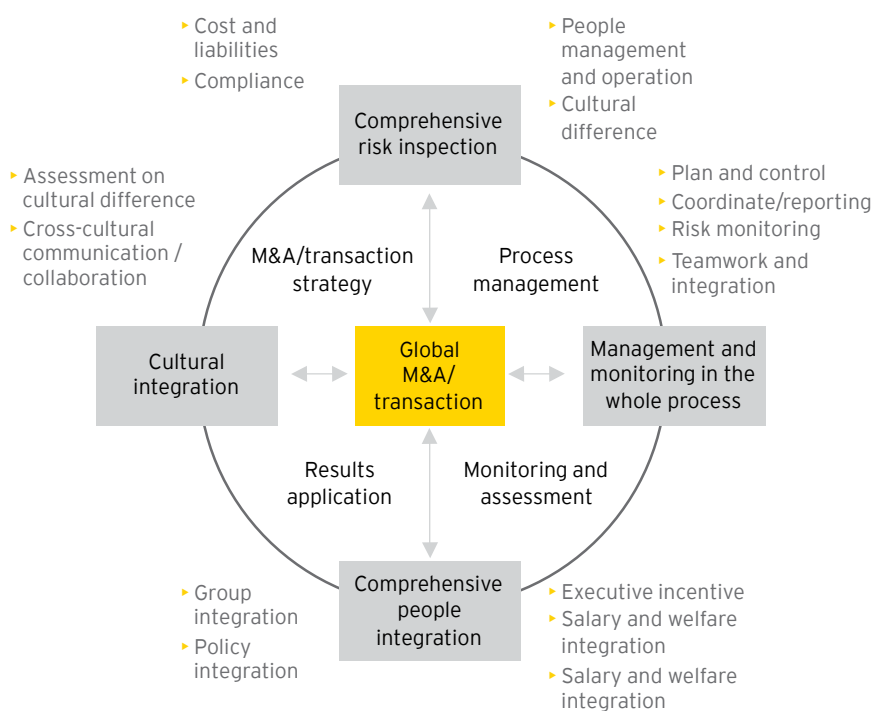 Cost and
liabilities
Compliance
People
management
and operation
Cultural
difference
Comprehensive
risk inspection
Assessment on
cultural difference
Cross-cultural
communication /
collaboration
Plan and control
Coordinate/reporting
Risk monitoring
Teamwork and
integration
M&A/transaction
strategy
Process
management
Cultural
integration
Global
M&A/
transaction
Management and
monitoring in the
whole process
Results
application
Monitoring and
assessment
Comprehensive
people
integration
Group
integration
Policy
integration
Executive incentive
Salary and welfare
integration
Salary and welfare
integration